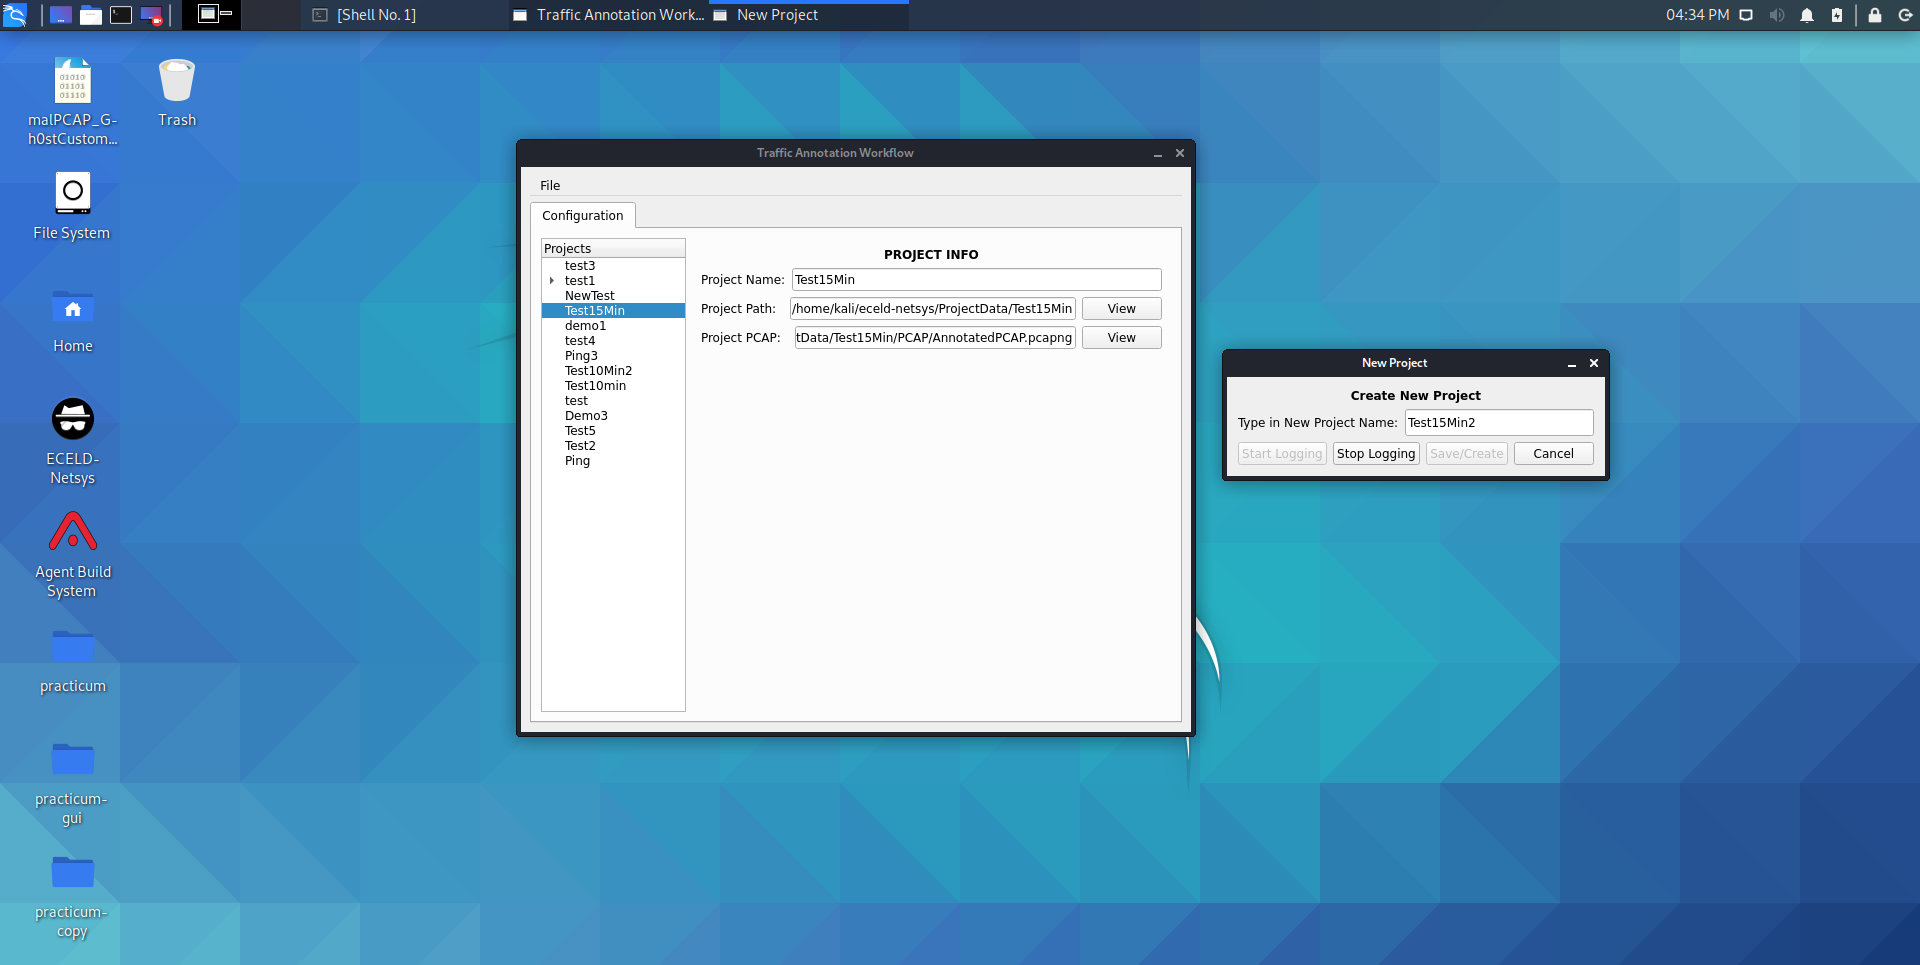 [Shell No. 1]
Traffic Annotation Work...
New Project
04:34 PM
01010
01101
01110
malPCAP_G-
h0stCustom...
Trash
File System
Home
ECELD-
Netsys
Agent Build
System
practicum
practicum-
gui
practicum-
copy
Traffic Annotation Workflow
File
Configuration
Projects
test3
test1
NewTest
Test15Min
demo1
test4
Ping3
Test10Min2
Test10min
test
Demo3
Test5
Test2
Ping
PROJECT INFO
Project Name: Test15Min
Project Path: /home/kali/eceld-netsys/ProjectData/Test15Min View
Project PCAP: tData/Test15Min/PCAP/AnnotatedPCAP.pcapng View
New Project
Create New Project
Type in New Project Name: Test15Min2
Start Logging Stop Logging Save/Create Cancel